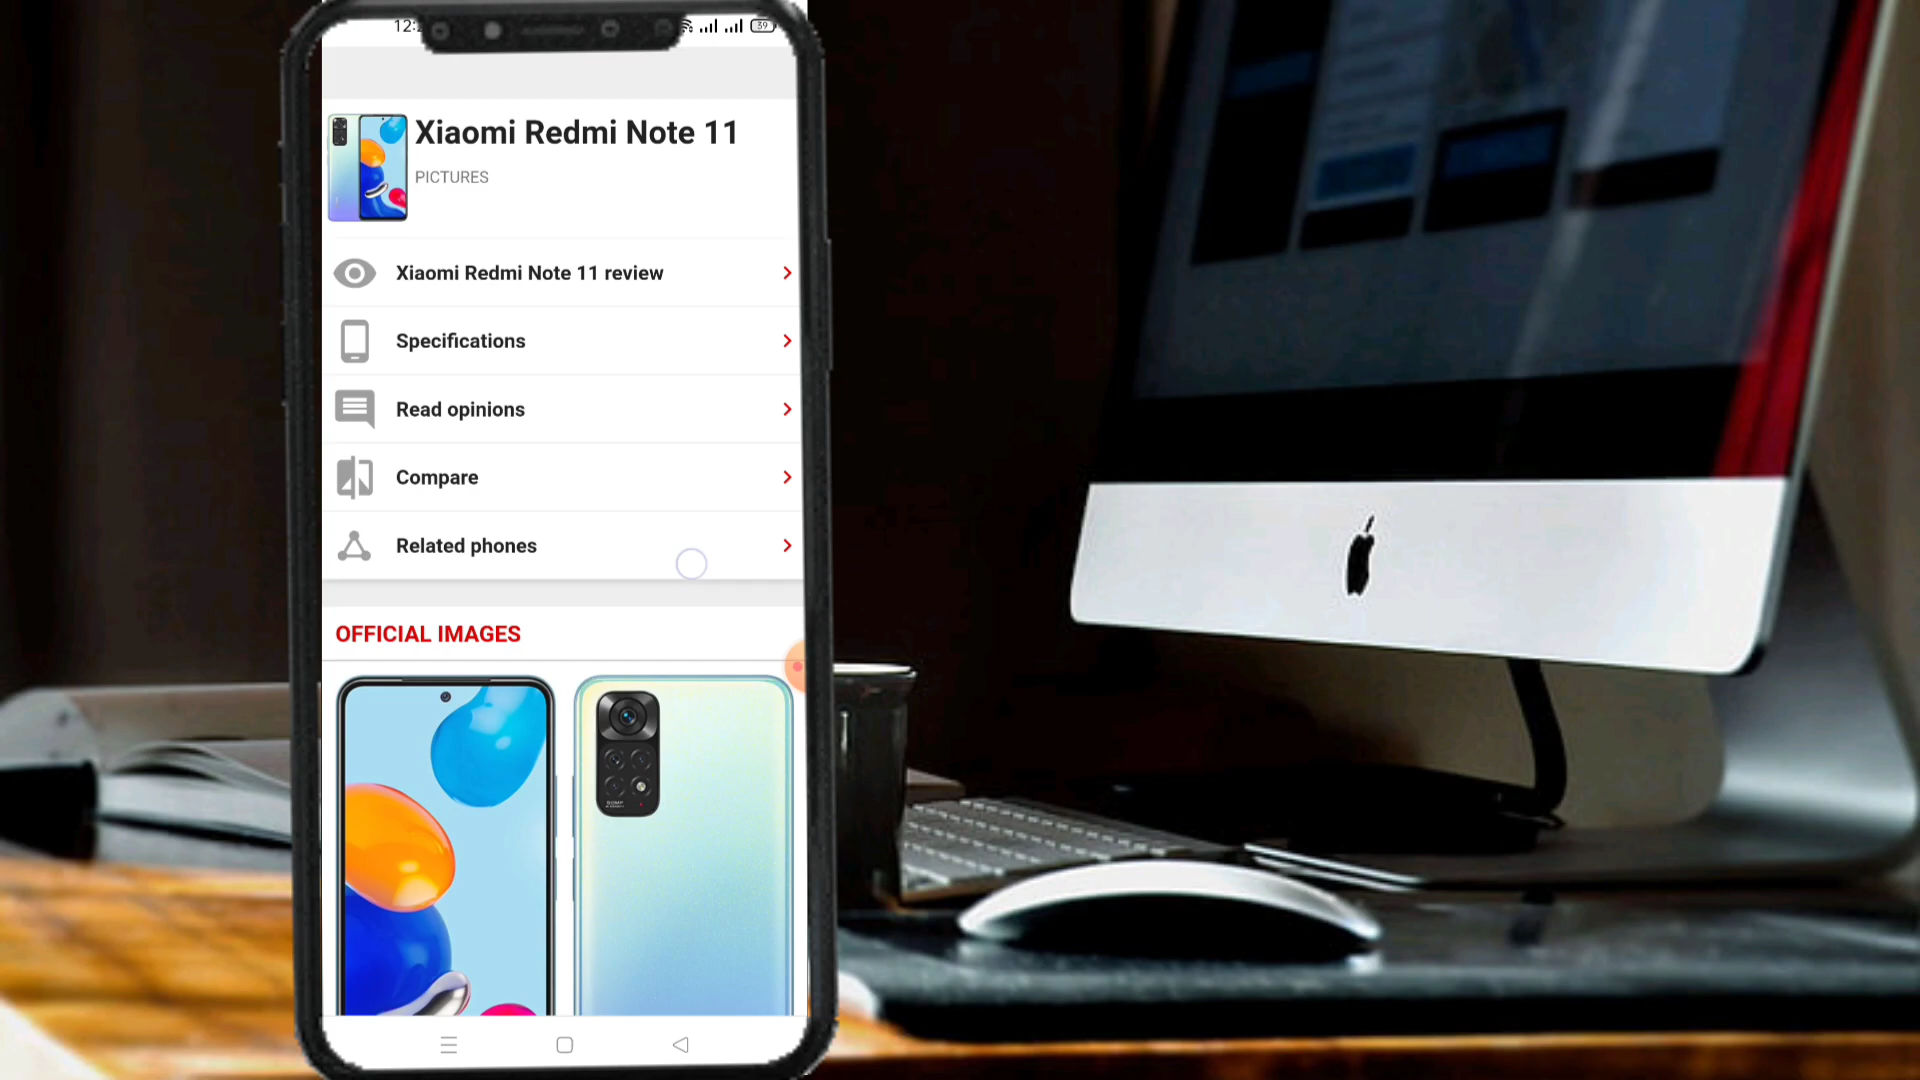 12:
39
Xiaomi Redmi Note 11
PICTURES
Xiaomi Redmi Note 11 review
Specifications
Read opinions
Compare
Related phones
OFFICIAL IMAGES